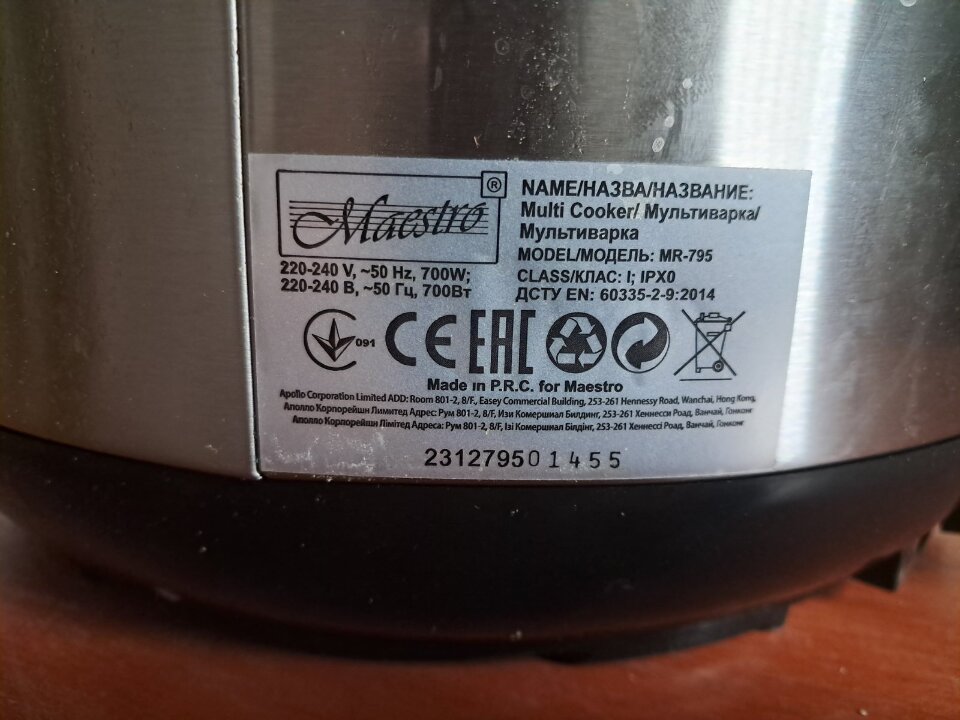 Maestro ®
220-240 V, ~50 Hz, 700W;
220-240 В, ~50 Гц, 700Вт
NAME/НАЗВА/НАЗВАНИЕ:
Multi Cooker/ Мультиварка/
Мультиварка
MODEL/МОДЕЛЬ: MR-795
CLASS/КЛАС: I; IPX0
ДСТУ EN: 60335-2-9:2014
091 CE EAC
Made in P.R.C. for Maestro
Apollo Corporation Limited ADD: Room 801-2, 8/F., Easey Commercial Building, 253-261 Hennessy Road, Wanchai, Hong Kong,
Аполло Корпорейшн Лимитед Адрес: Рум 801-2, 8/F, Изи Комершиал Билдинг, 253-261 Хеннесси Роад, Ванчай, Гонконг
Аполло Корпорейшн Лімітед Адреса: Рум 801-2, 8/F, Ізі Комершиал Білдінг, 253-261 Хеннессі Роад, Ванчай, Гонконг
231279501455